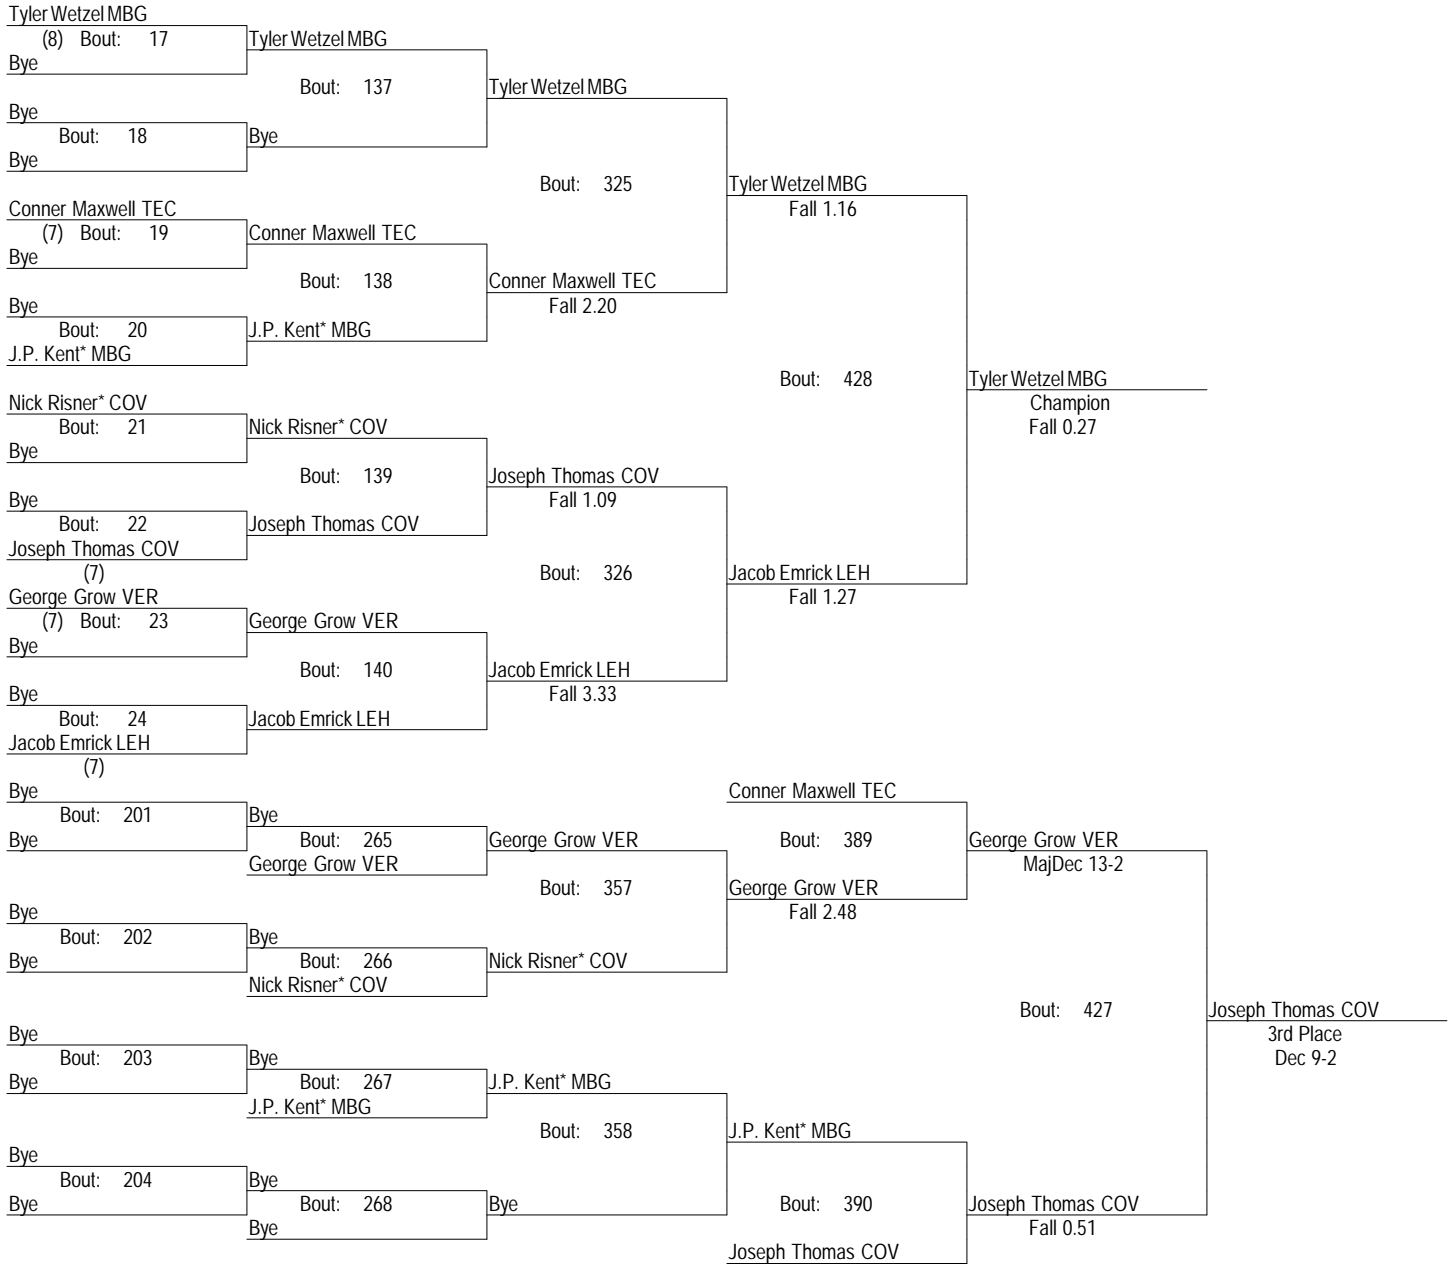 Tyler Wetzel MBG
(8) Bout: 17 Tyler Wetzel MBG
Bye
Bout: 137 Tyler Wetzel MBG
Bye
Bout: 18 Bye
Bye
Bout: 325 Tyler Wetzel MBG
Fall 1.16
Conner Maxwell TEC
(7) Bout: 19 Conner Maxwell TEC
Bye
Bout: 138 Conner Maxwell TEC
Fall 2.20
Bye
Bout: 20 J.P. Kent* MBG
J.P. Kent* MBG
Bout: 428 Tyler Wetzel MBG
Champion
Fall 0.27
Nick Risner* COV
Bout: 21 Nick Risner* COV
Bye
Bout: 139 Joseph Thomas COV
Fall 1.09
Bye
Bout: 22 Joseph Thomas COV
Joseph Thomas COV
(7)
Bout: 326 Jacob Emrick LEH
Fall 1.27
George Grow VER
(7) Bout: 23 George Grow VER
Bye
Bout: 140 Jacob Emrick LEH
Fall 3.33
Bye
Bout: 24 Jacob Emrick LEH
Jacob Emrick LEH
(7)
Bye Conner Maxwell TEC
Bout: 201 Bye
Bye Bout: 265 George Grow VER Bout: 389 George Grow VER
George Grow VER MajDec 13-2
Bout: 357 George Grow VER
Fall 2.48
Bye
Bout: 202 Bye
Bye Bout: 266 Nick Risner* COV
Nick Risner* COV
Bout: 427 Joseph Thomas COV
3rd Place
Dec 9-2
Bye
Bout: 203 Bye
Bye Bout: 267 J.P. Kent* MBG
J.P. Kent* MBG
Bout: 358 J.P. Kent* MBG
Bye
Bout: 204 Bye
Bye Bout: 268 Bye Bout: 390 Joseph Thomas COV
Bye Fall 0.51
Joseph Thomas COV